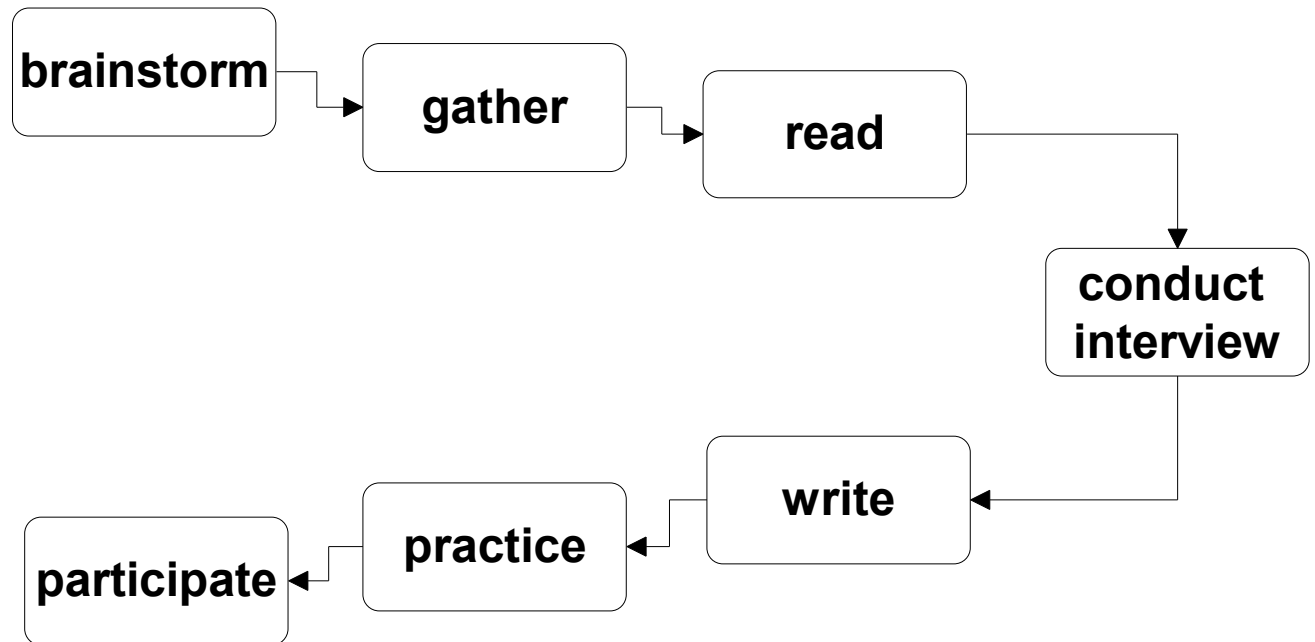 brainstorm
gather
read
conduct
interview
write
practice
participate